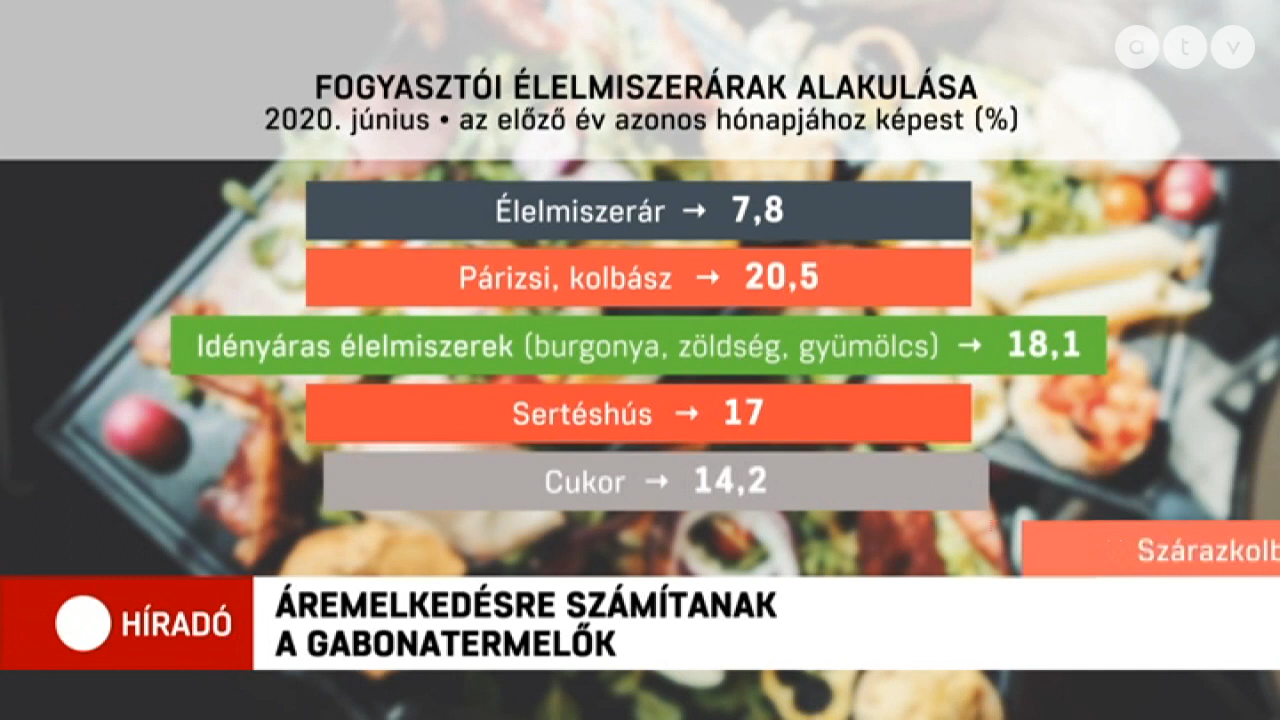 atv
FOGYASZTÓI ÉLELMISZERÁRAK ALAKULÁSA
2020. június • az előző év azonos hónapjához képest (%)
Élelmiszerár → 7,8
Párizsi, kolbász → 20,5
Idényáras élelmiszerek (burgonya, zöldség, gyümölcs) → 18,1
Sertéshús → 17
Cukor → 14,2
Szárazkolb
HÍRADÓ
ÁREMELKEDÉSRE SZÁMÍTANAK
A GABONATERMELŐK